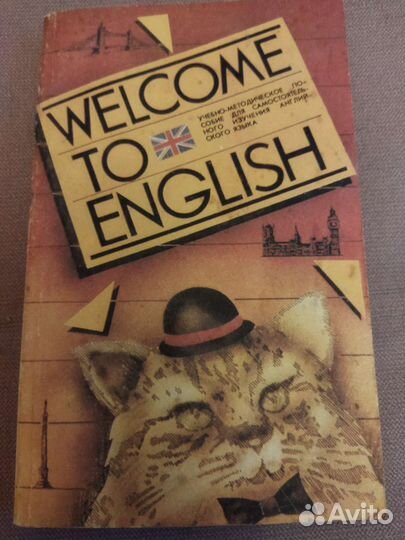 WELCOME
TO
ENGLISH
УЧЕБНО-МЕТОДИЧЕСКОЕ ПО-
СОБИЕ ДЛЯ САМОСТОЯТЕЛЬ-
НОГО ИЗУЧЕНИЯ АНГЛИЙ-
СКОГО ЯЗЫКА
Avito